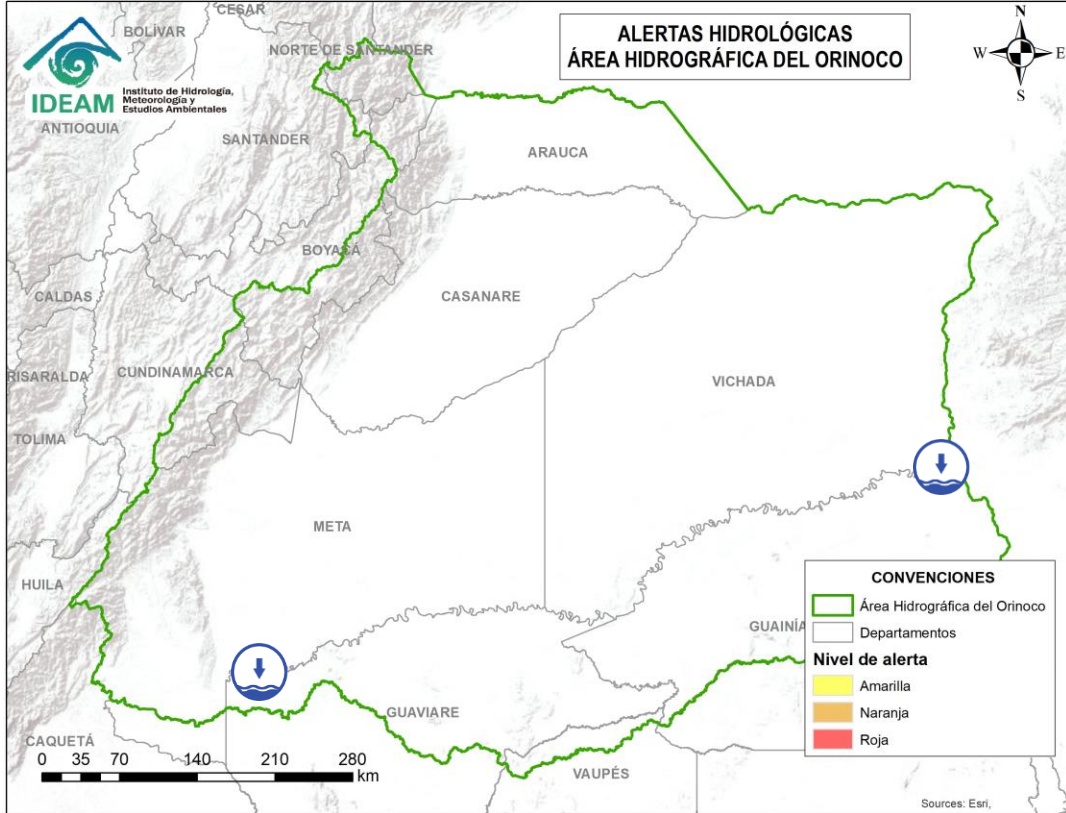 CESAR
BOLÍVAR
NORTE DE SANTANDER
ALERTAS HIDROLÓGICAS
ÁREA HIDROGRÁFICA DEL ORINOCO
N
W
E
S
IDEAM
Instituto de Hidrología,
Meteorología y
Estudios Ambientales
ANTIOQUIA
SANTANDER
ARAUCA
BOYACÁ
CALDAS
CASANARE
RISARALDA
CUNDINAMARCA
VICHADA
TOLIMA
META
HUILA
CONVENCIONES
Área Hidrográfica del Orinoco
Departamentos
Nivel de alerta
Amarilla
Naranja
Roja
GUAINÍA
GUAVIARE
CAQUETÁ
0 35 70 140 210 280
km
VAUPÉS
Sources: Esri,